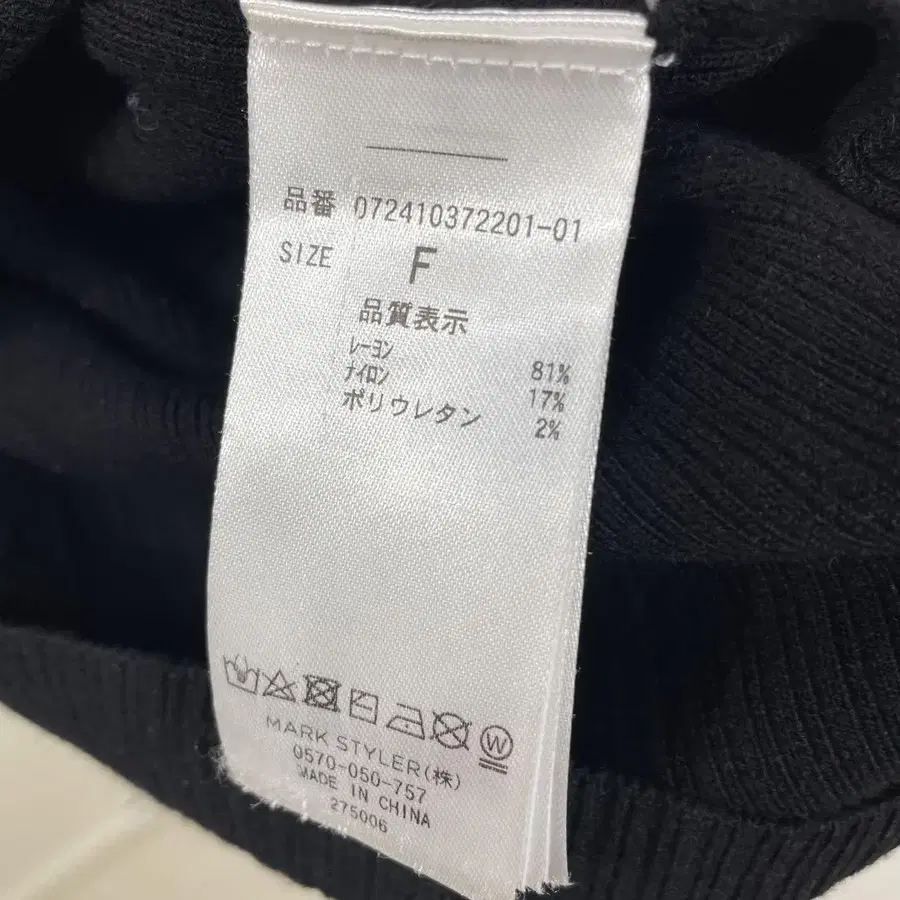 品番 072410372201-01
SIZE F
品質表示
レーヨン 81%
ナイロン 17%
ポリウレタン 2%
W
MARK STYLER(株)
0570-050-757
MADE IN CHINA
275006